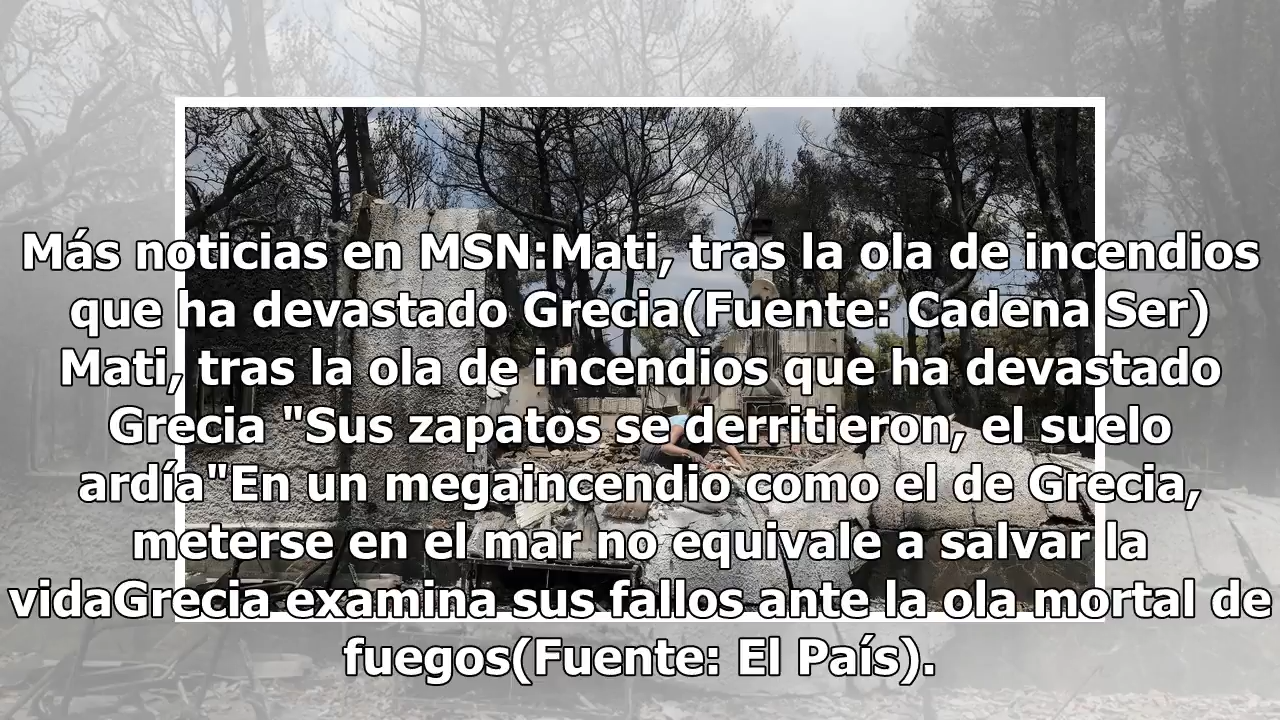 Más noticias en MSN:Mati, tras la ola de incendios
que ha devastado Grecia(Fuente: Cadena Ser)
Mati, tras la ola de incendios que ha devastado
Grecia "Sus zapatos se derritieron, el suelo
ardía"En un megaincendio como el de Grecia,
meterse en el mar no equivale a salvar la
vidaGrecia examina sus fallos ante la ola mortal de
fuegos(Fuente: El País).